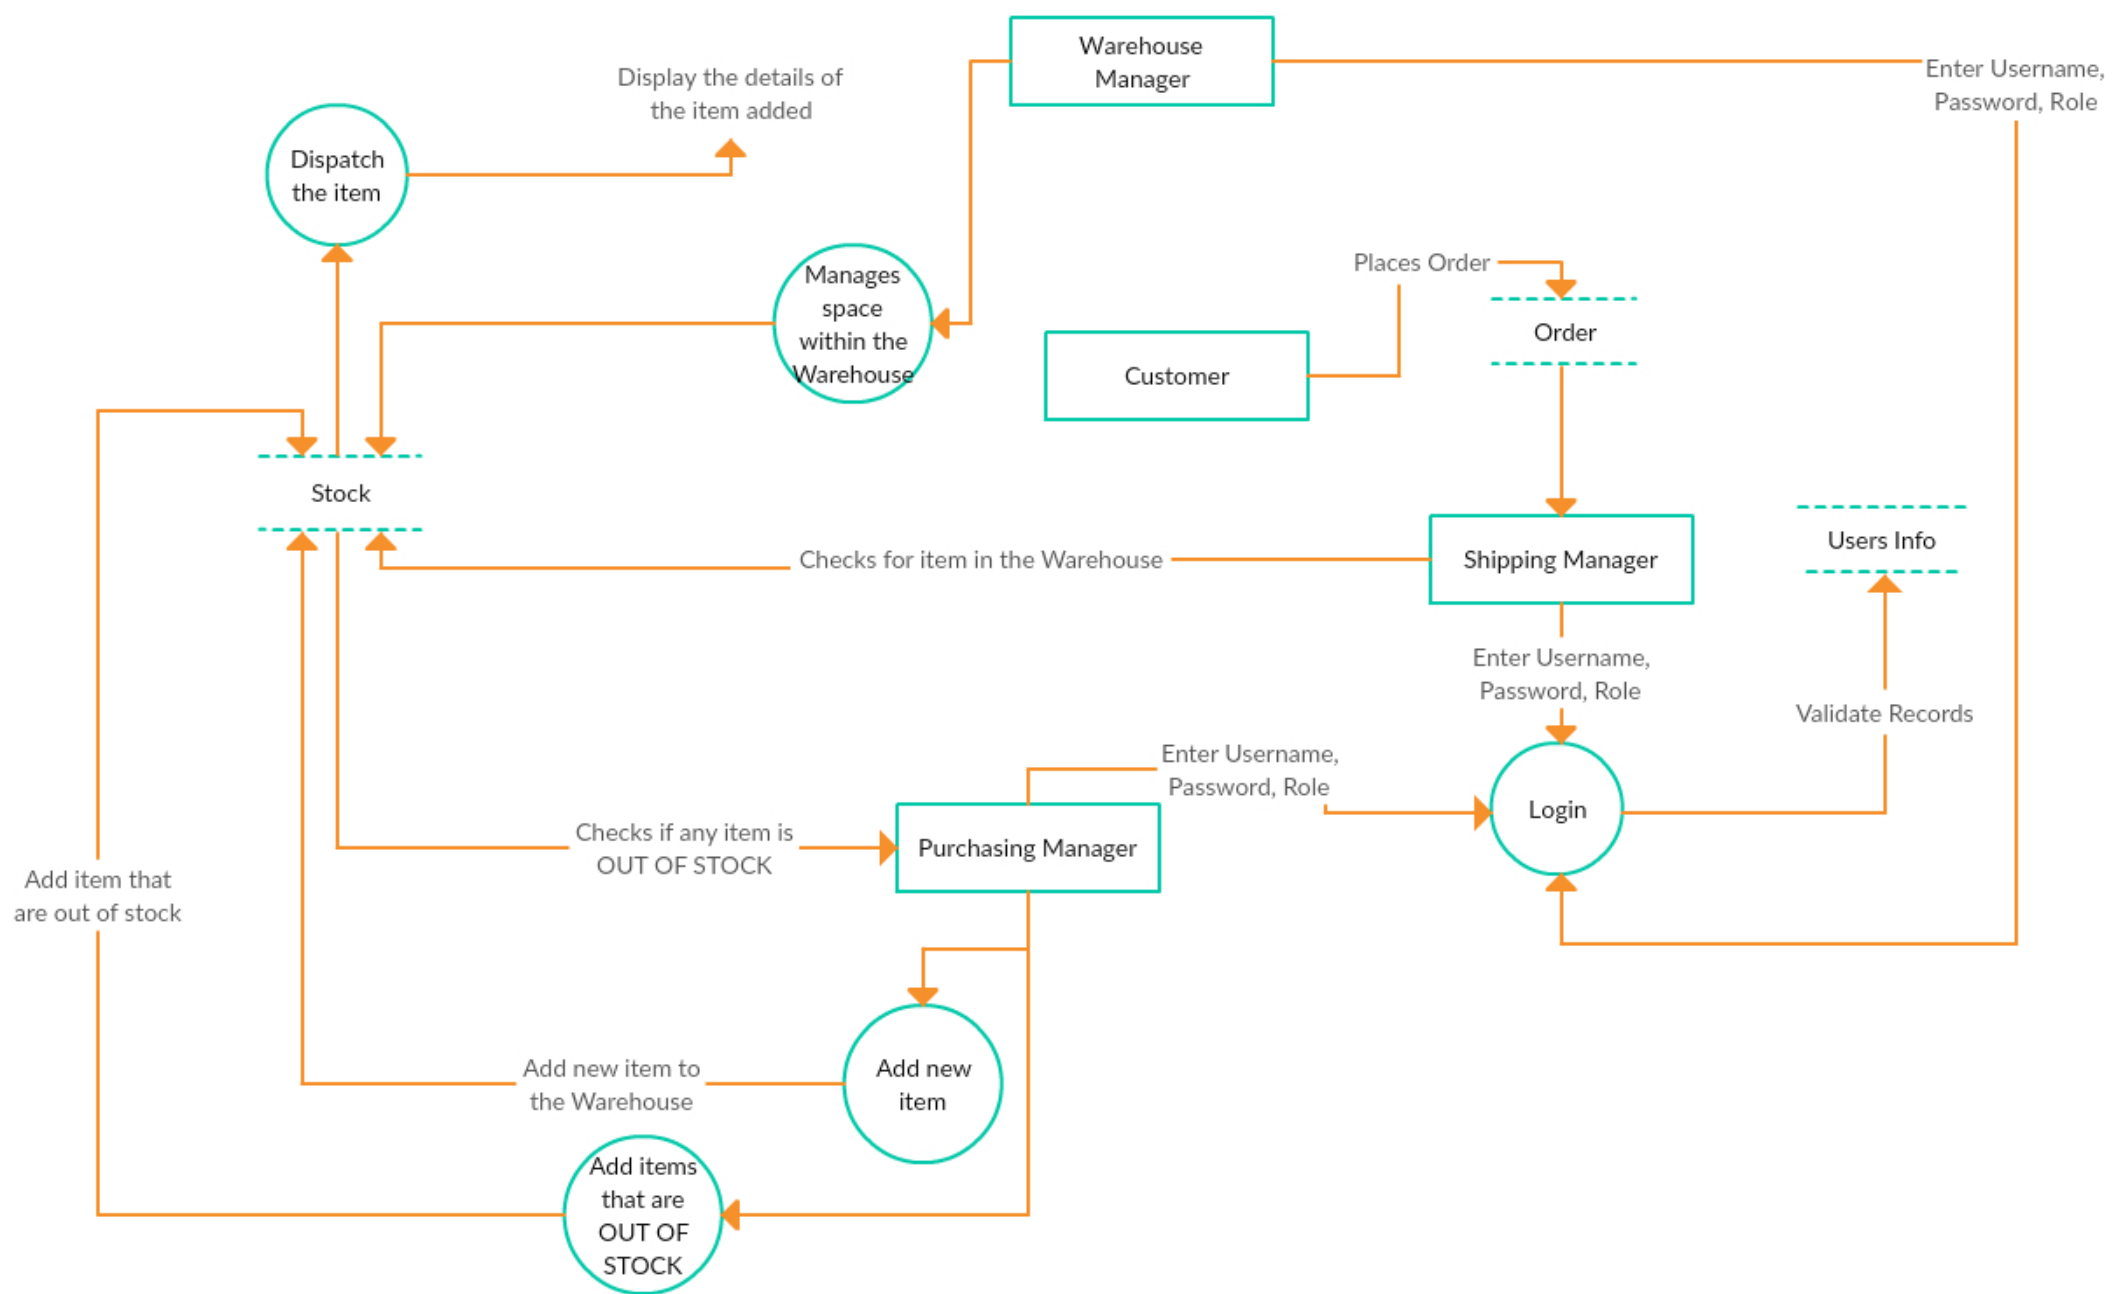 Warehouse
Manager
Enter Username,
Password, Role
Display the details of
the item added
Dispatch
the item
Manages
space
within the
Warehouse
Places Order
Order
Customer
Stock
Checks for item in the Warehouse
Shipping Manager
Users Info
Enter Username,
Password, Role
Validate Records
Enter Username,
Password, Role
Login
Checks if any item is
OUT OF STOCK
Purchasing Manager
Add item that
are out of stock
Add new item to
the Warehouse
Add new
item
Add items
that are
OUT OF
STOCK